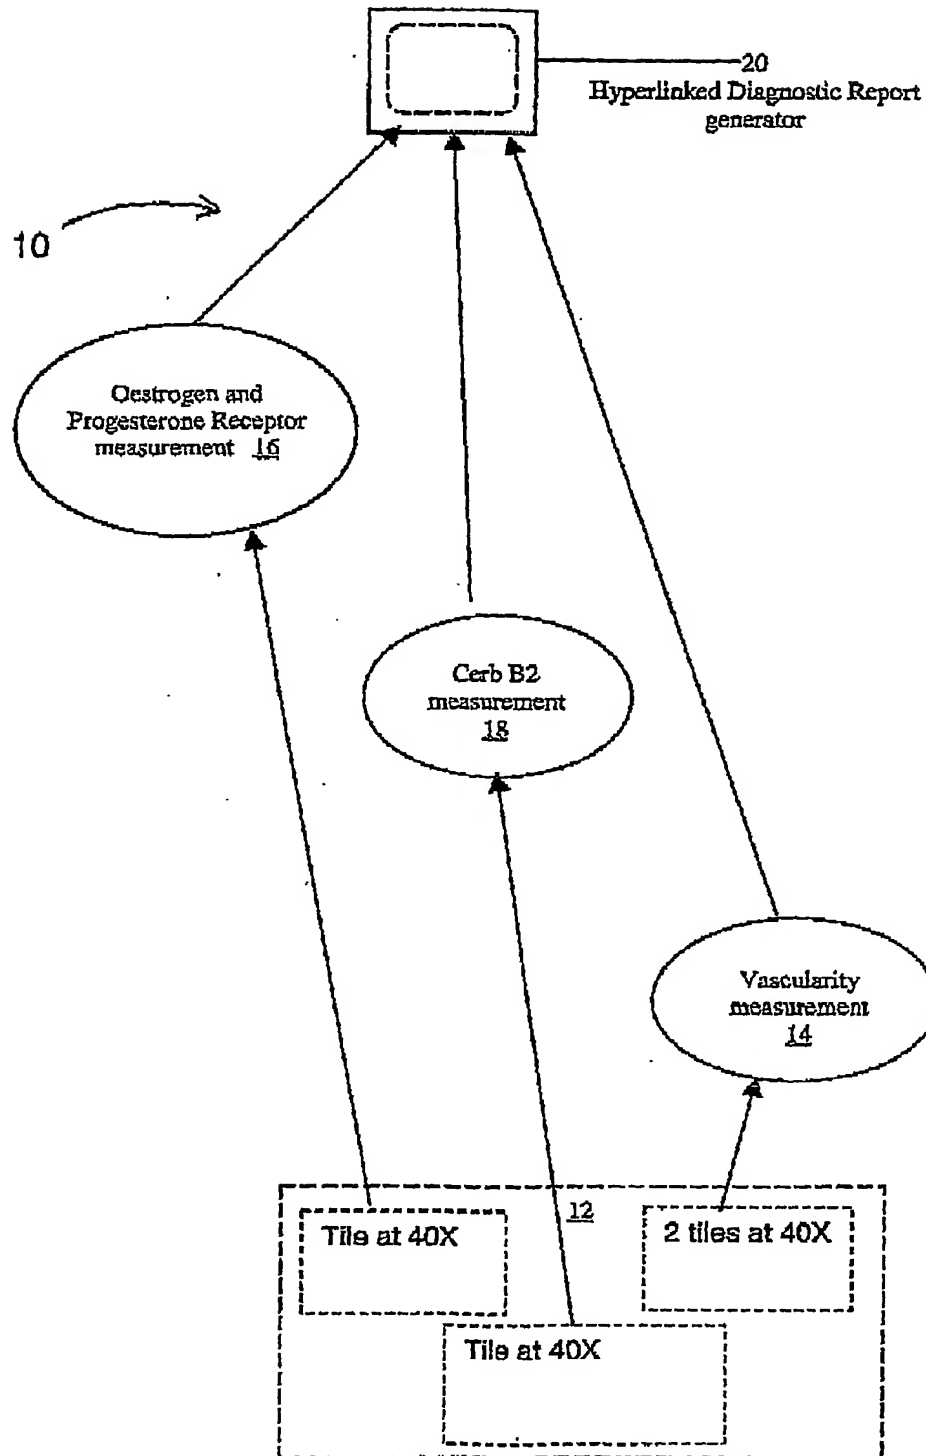 20
Hyperlinked Diagnostic Report
generator
10
Oestrogen and
Progesterone Receptor
measurement 16
Cerb B2
measurement
18
Vascularity
measurement
14
12
Tile at 40X
2 tiles at 40X
Tile at 40X